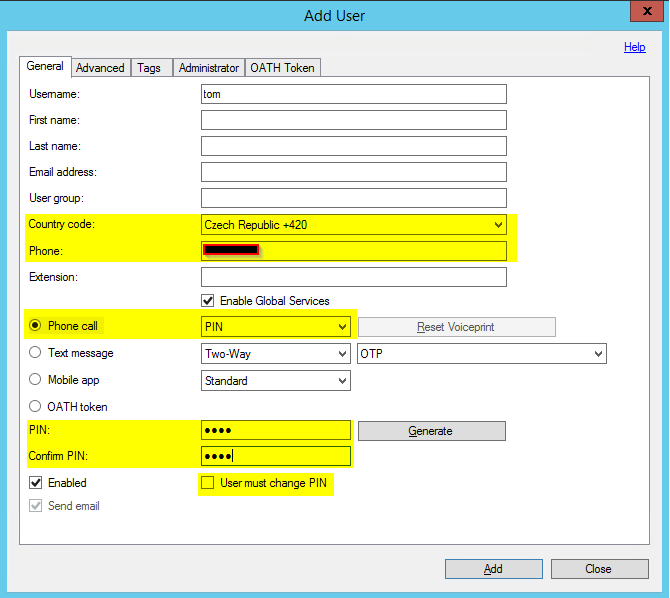 Add User
x
Help
General Advanced Tags Administrator OATH Token
Username: tom
First name:
Last name:
Email address:
User group:
Country code: Czech Republic +420
Phone:
Extension:
Enable Global Services
Phone call PIN Reset Voiceprint
Text message Two-Way OTP
Mobile app Standard
OATH token
PIN: ●●●● Generate
Confirm PIN: ●●●●
Enabled User must change PIN
Send email
Add Close